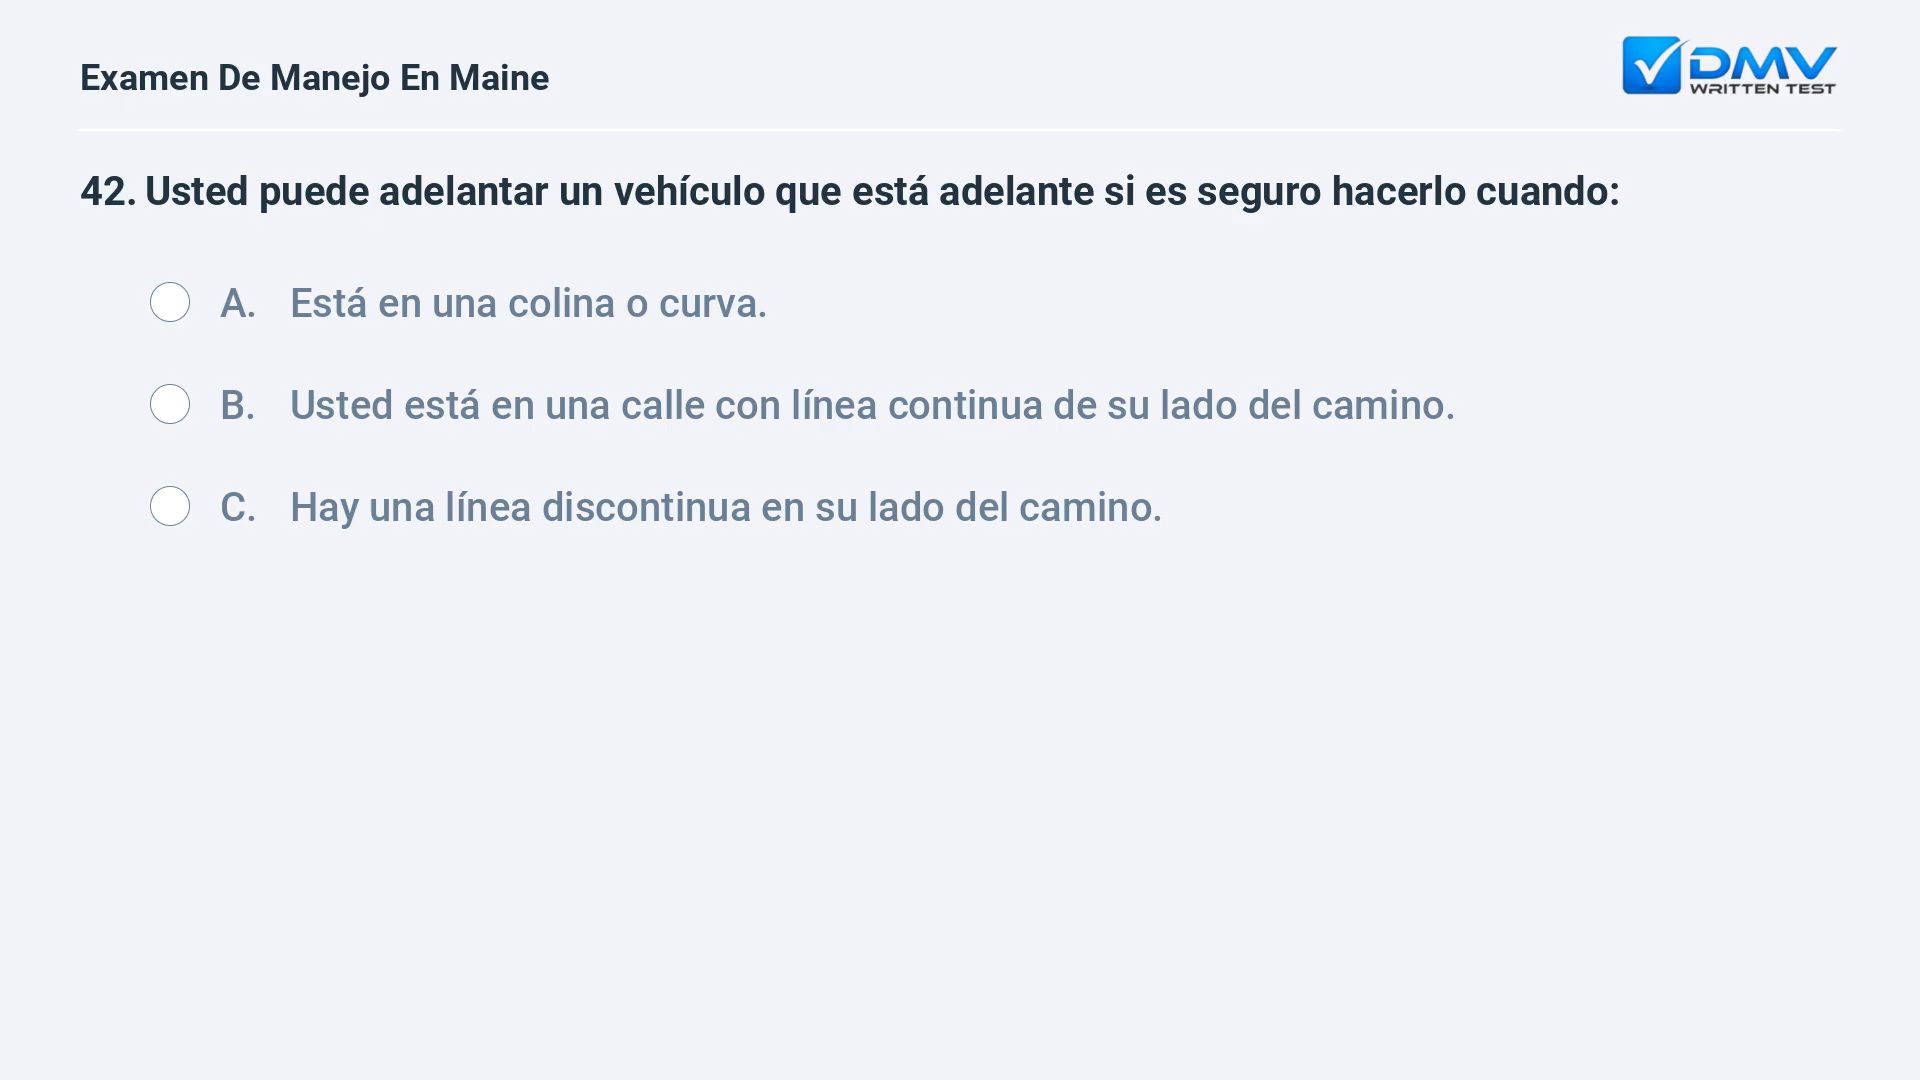 Examen De Manejo En Maine
DMV
WRITTEN TEST
42. Usted puede adelantar un vehículo que está adelante si es seguro hacerlo cuando:
A. Está en una colina o curva.
B. Usted está en una calle con línea continua de su lado del camino.
C. Hay una línea discontinua en su lado del camino.